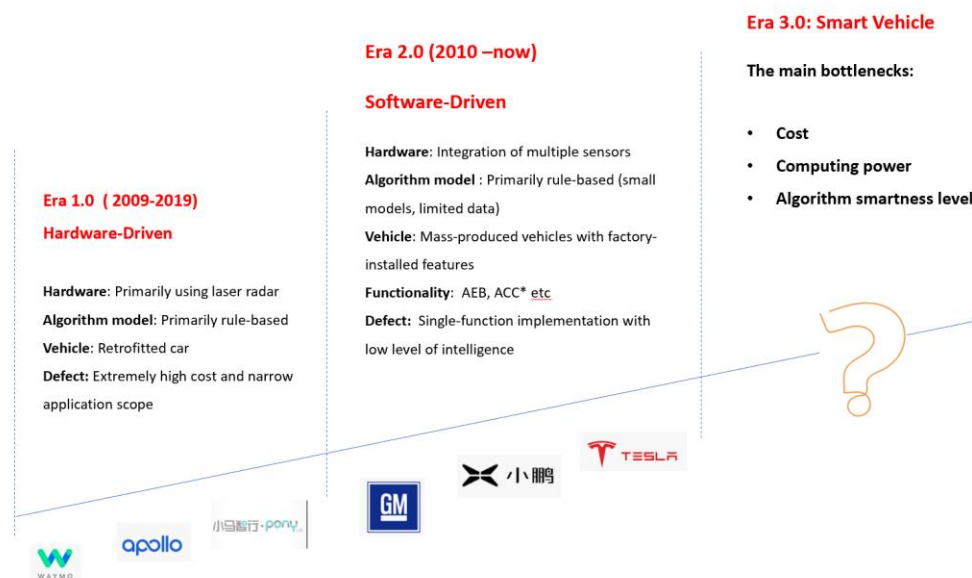 Era 1.0 ( 2009-2019)
Hardware-Driven
Hardware: Primarily using laser radar
Algorithm model: Primarily rule-based
Vehicle: Retrofitted car
Defect: Extremely high cost and narrow
application scope
WAYMO
apollo
小马智行·pony
Era 2.0 (2010 –now)
Software-Driven
Hardware: Integration of multiple sensors
Algorithm model : Primarily rule-based (small
models, limited data)
Vehicle: Mass-produced vehicles with factory-
installed features
Functionality: AEB, ACC* etc
Defect: Single-function implementation with
low level of intelligence
GM
小鹏
TESLA
Era 3.0: Smart Vehicle
The main bottlenecks:
• Cost
• Computing power
• Algorithm smartness level
?